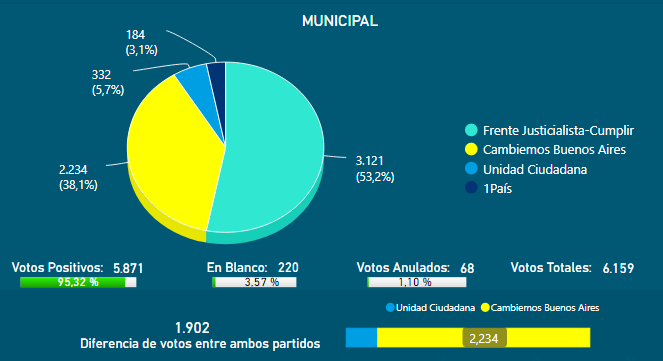 MUNICIPAL
184
(3,1%)
332
(5,7%)
2.234
(38,1%)
3.121
(53,2%)
Frente Justicialista-Cumplir
Cambiemos Buenos Aires
Unidad Ciudadana
1País
Votos Positivos: 5.871
95,32 %
En Blanco: 220
3,57 %
Votos Anulados: 68
1,10 %
Votos Totales: 6.159
Unidad Ciudadana Cambiemos Buenos Aires
1.902
Diferencia de votos entre ambos partidos
2,234